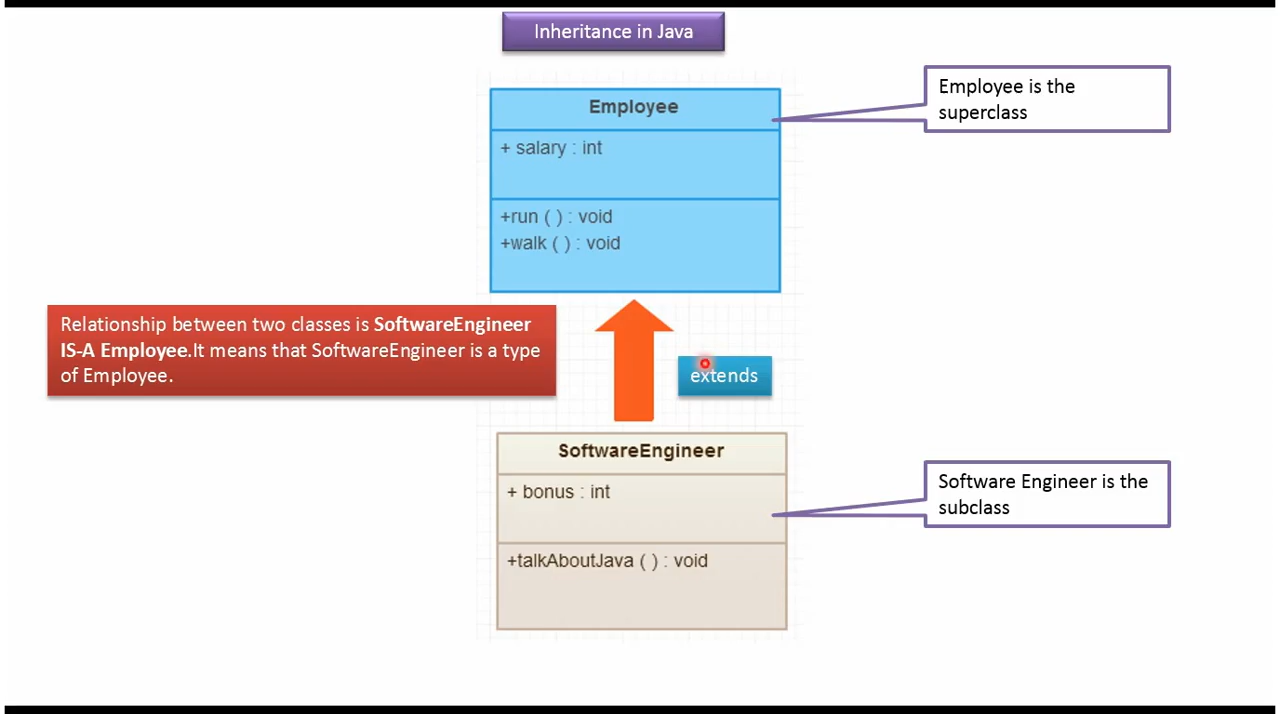 Inheritance in Java
Employee
+ salary : int
+run ( ) : void
+walk ( ) : void
Employee is the
superclass
Relationship between two classes is SoftwareEngineer
IS-A Employee.It means that SoftwareEngineer is a type
of Employee.
extends
SoftwareEngineer
+ bonus : int
+talkAboutJava ( ) : void
Software Engineer is the
subclass